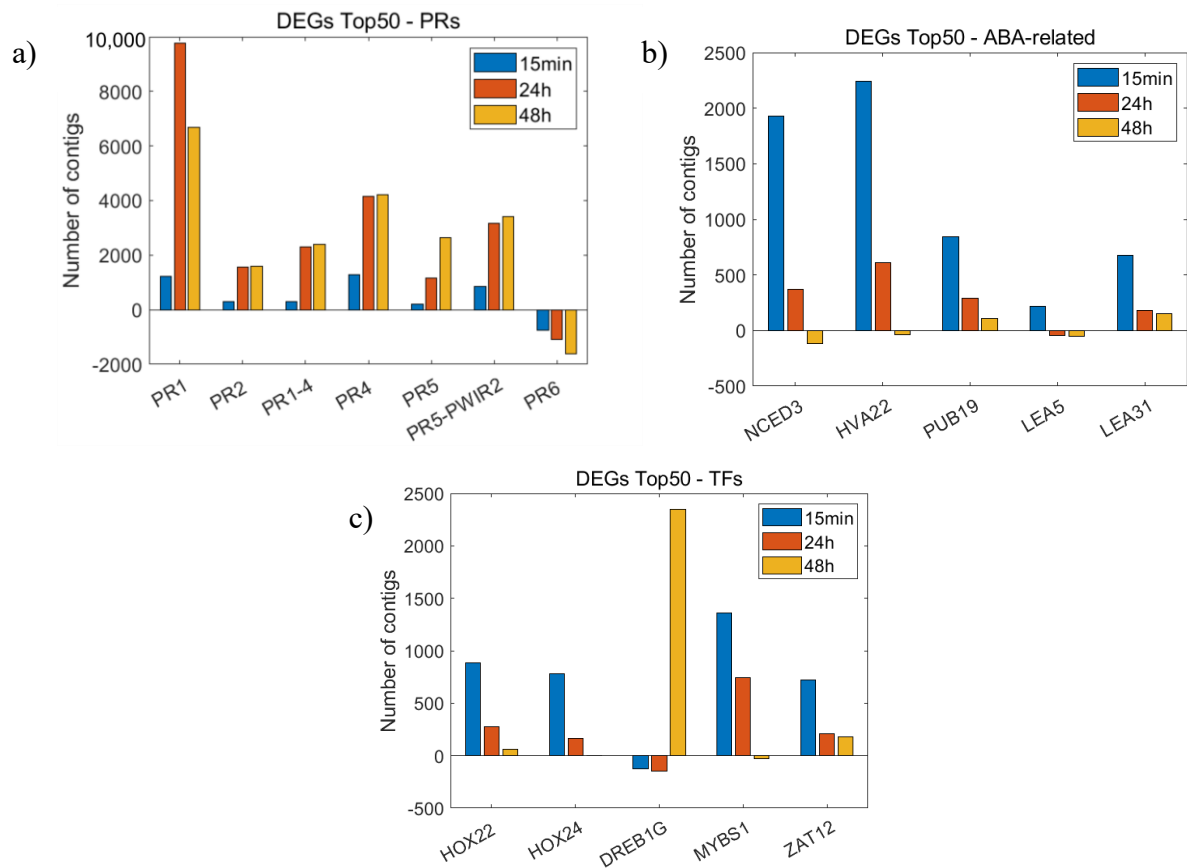 a)
DEGs Top50 - PRs
Number of contigs
10,000
8000
6000
4000
2000
0
-2000
15min
24h
48h
PR1
PR2
PR1-4
PR4
PR5
PR5-PWIR2
PR6
b)
DEGs Top50 - ABA-related
Number of contigs
2500
2000
1500
1000
500
0
-500
15min
24h
48h
NCED3
HVA22
PUB19
LEA5
LEA31
c)
DEGs Top50 - TFs
Number of contigs
2500
2000
1500
1000
500
0
-500
15min
24h
48h
HOX22
HOX24
DREB1G
MYBS1
ZAT12